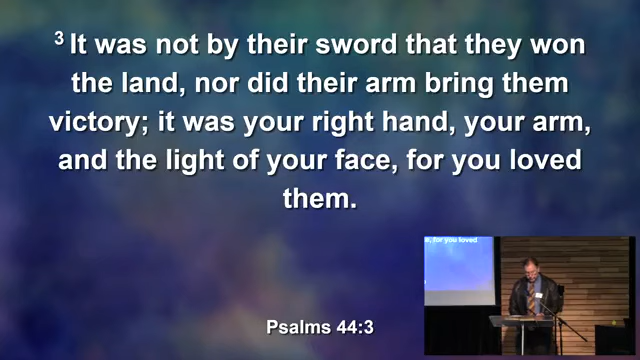 3 It was not by their sword that they won
the land, nor did their arm bring them
victory; it was your right hand, your arm,
and the light of your face, for you loved
them.
Psalms 44:3
e, for you loved